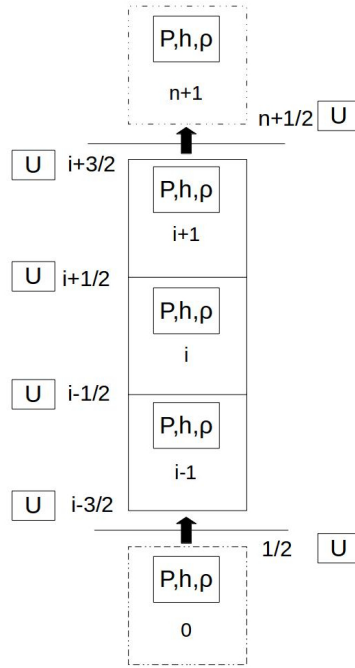 P,h,ρ
n+1
n+1/2 U
U i+3/2
P,h,ρ
i+1
U i+1/2
P,h,ρ
i
U i-1/2
P,h,ρ
i-1
U i-3/2
1/2 U
P,h,ρ
0